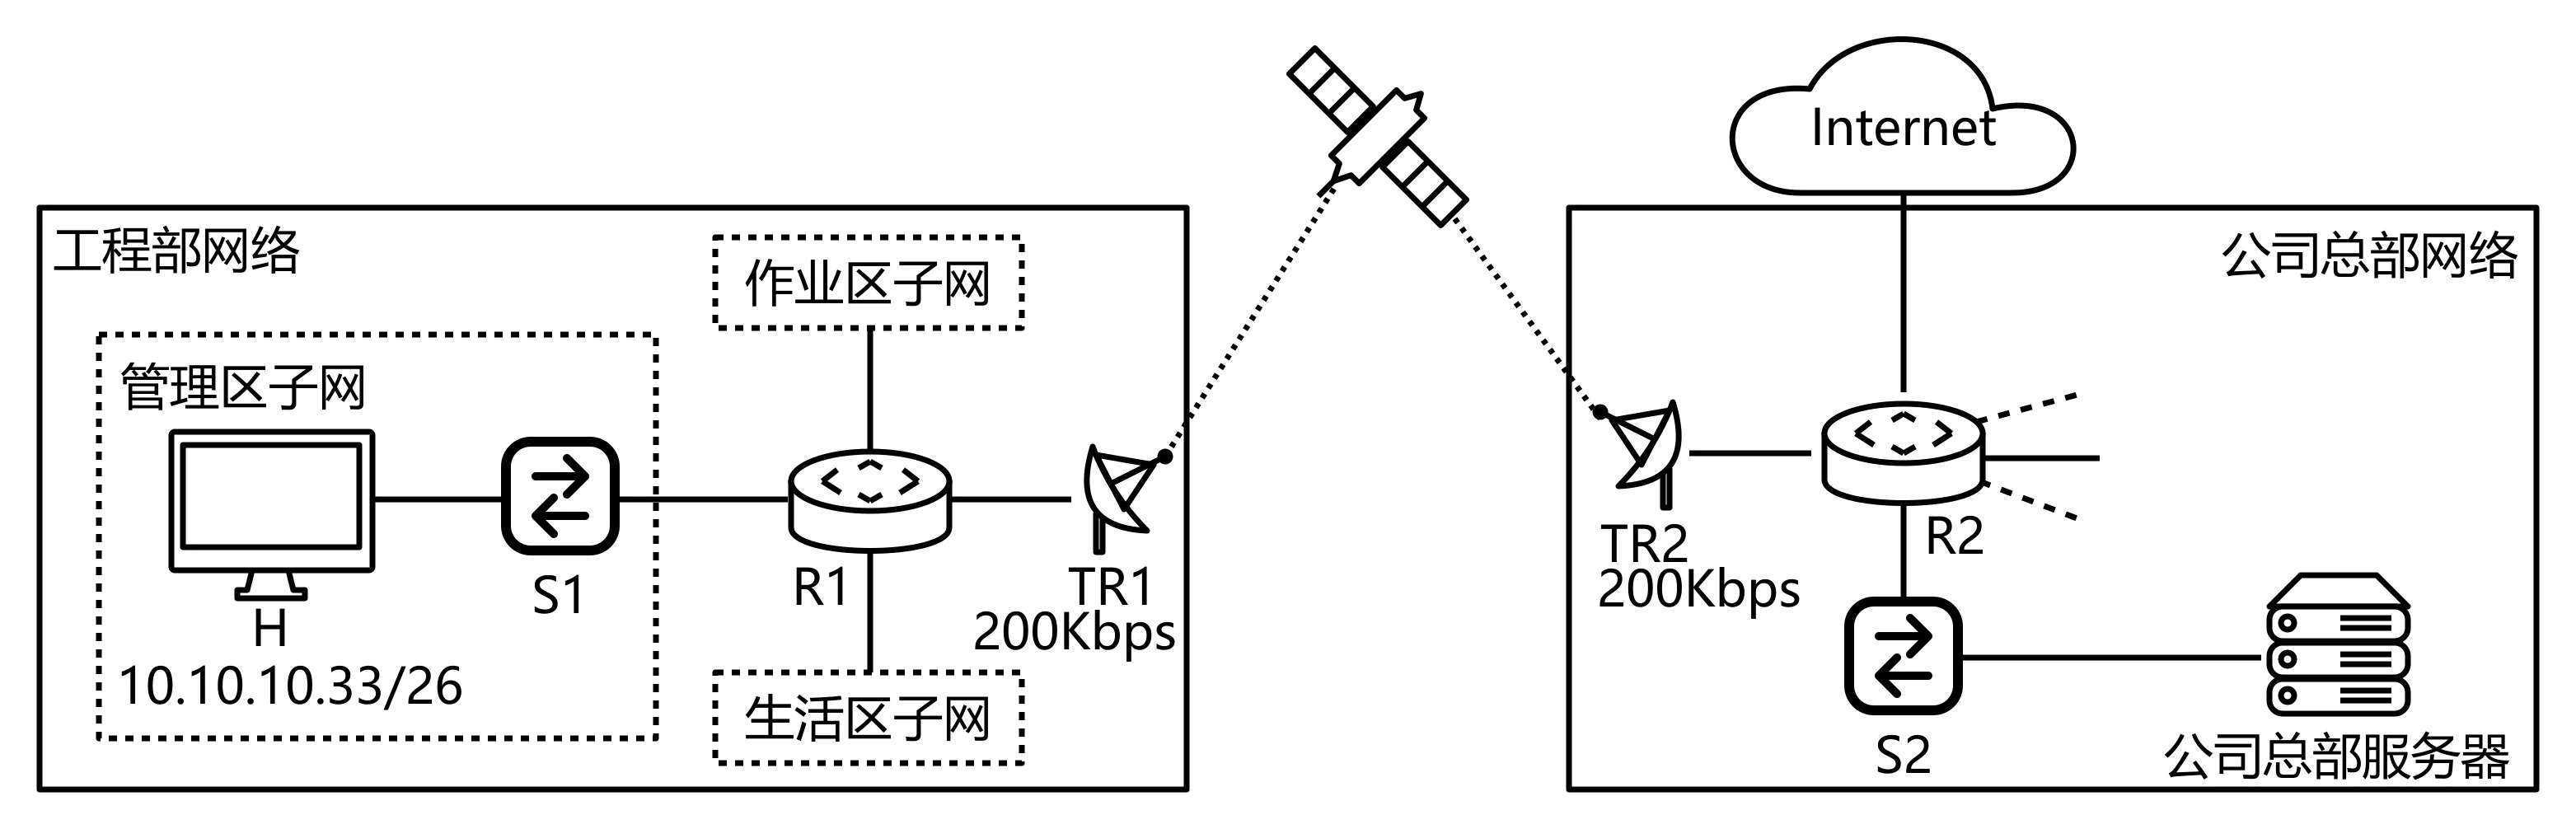 Internet
工程部网络
公司总部网络
作业区子网
管理区子网
H
10.10.10.33/26
S1
R1
TR1
200Kbps
生活区子网
TR2
200Kbps
R2
S2
公司总部服务器